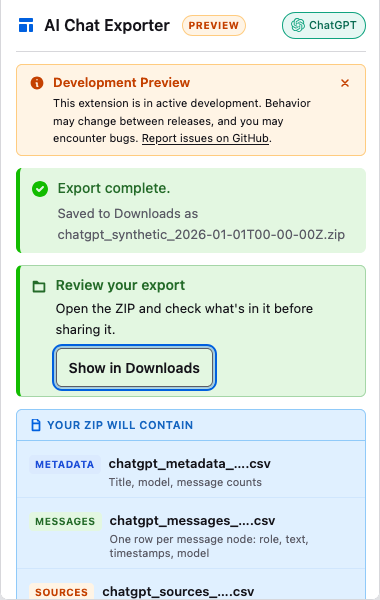 AI Chat Exporter PREVIEW ChatGPT
Development Preview ×
This extension is in active development. Behavior
may change between releases, and you may
encounter bugs. Report issues on GitHub.
Export complete.
Saved to Downloads as
chatgpt_synthetic_2026-01-01T00-00-00Z.zip
Review your export
Open the ZIP and check what's in it before
sharing it.
Show in Downloads
YOUR ZIP WILL CONTAIN
METADATA chatgpt_metadata_….csv
Title, model, message counts
MESSAGES chatgpt_messages_….csv
One row per message node: role, text,
timestamps, model
SOURCES chatgpt_sources_….csv